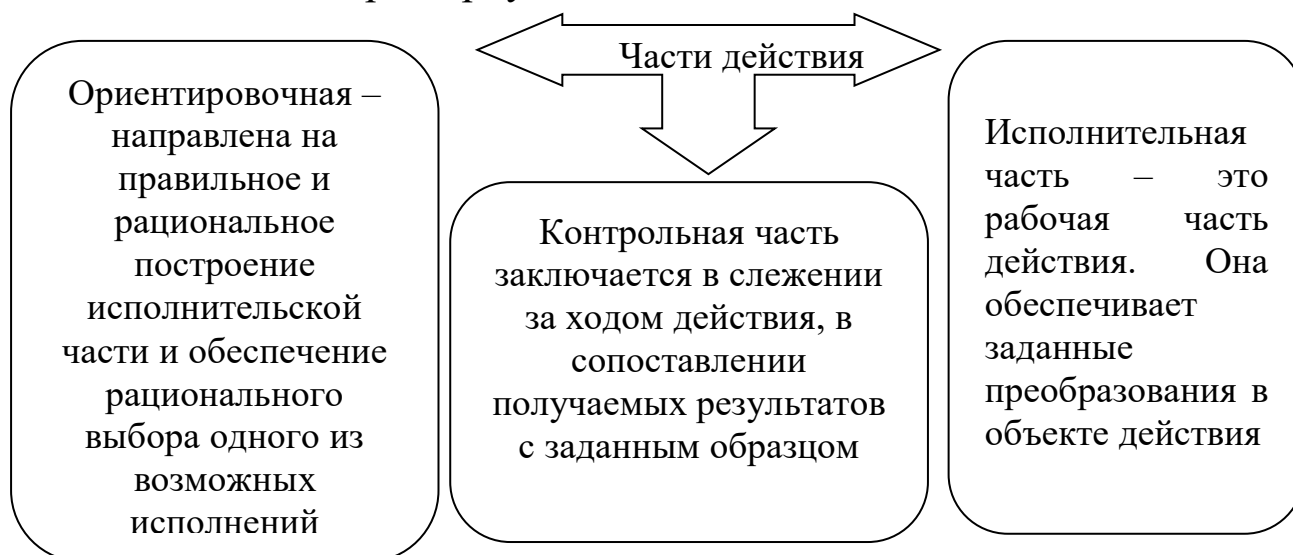 Части действия
Ориентировочная –
направлена на
правильное и
рациональное
построение
исполнительской
части и обеспечение
рационального
выбора одного из
возможных
исполнений
Контрольная часть
заключается в слежении
за ходом действия, в
сопоставлении
получаемых результатов
с заданным образцом
Исполнительная
часть – это
рабочая часть
действия. Она
обеспечивает
заданные
преобразования в
объекте действия